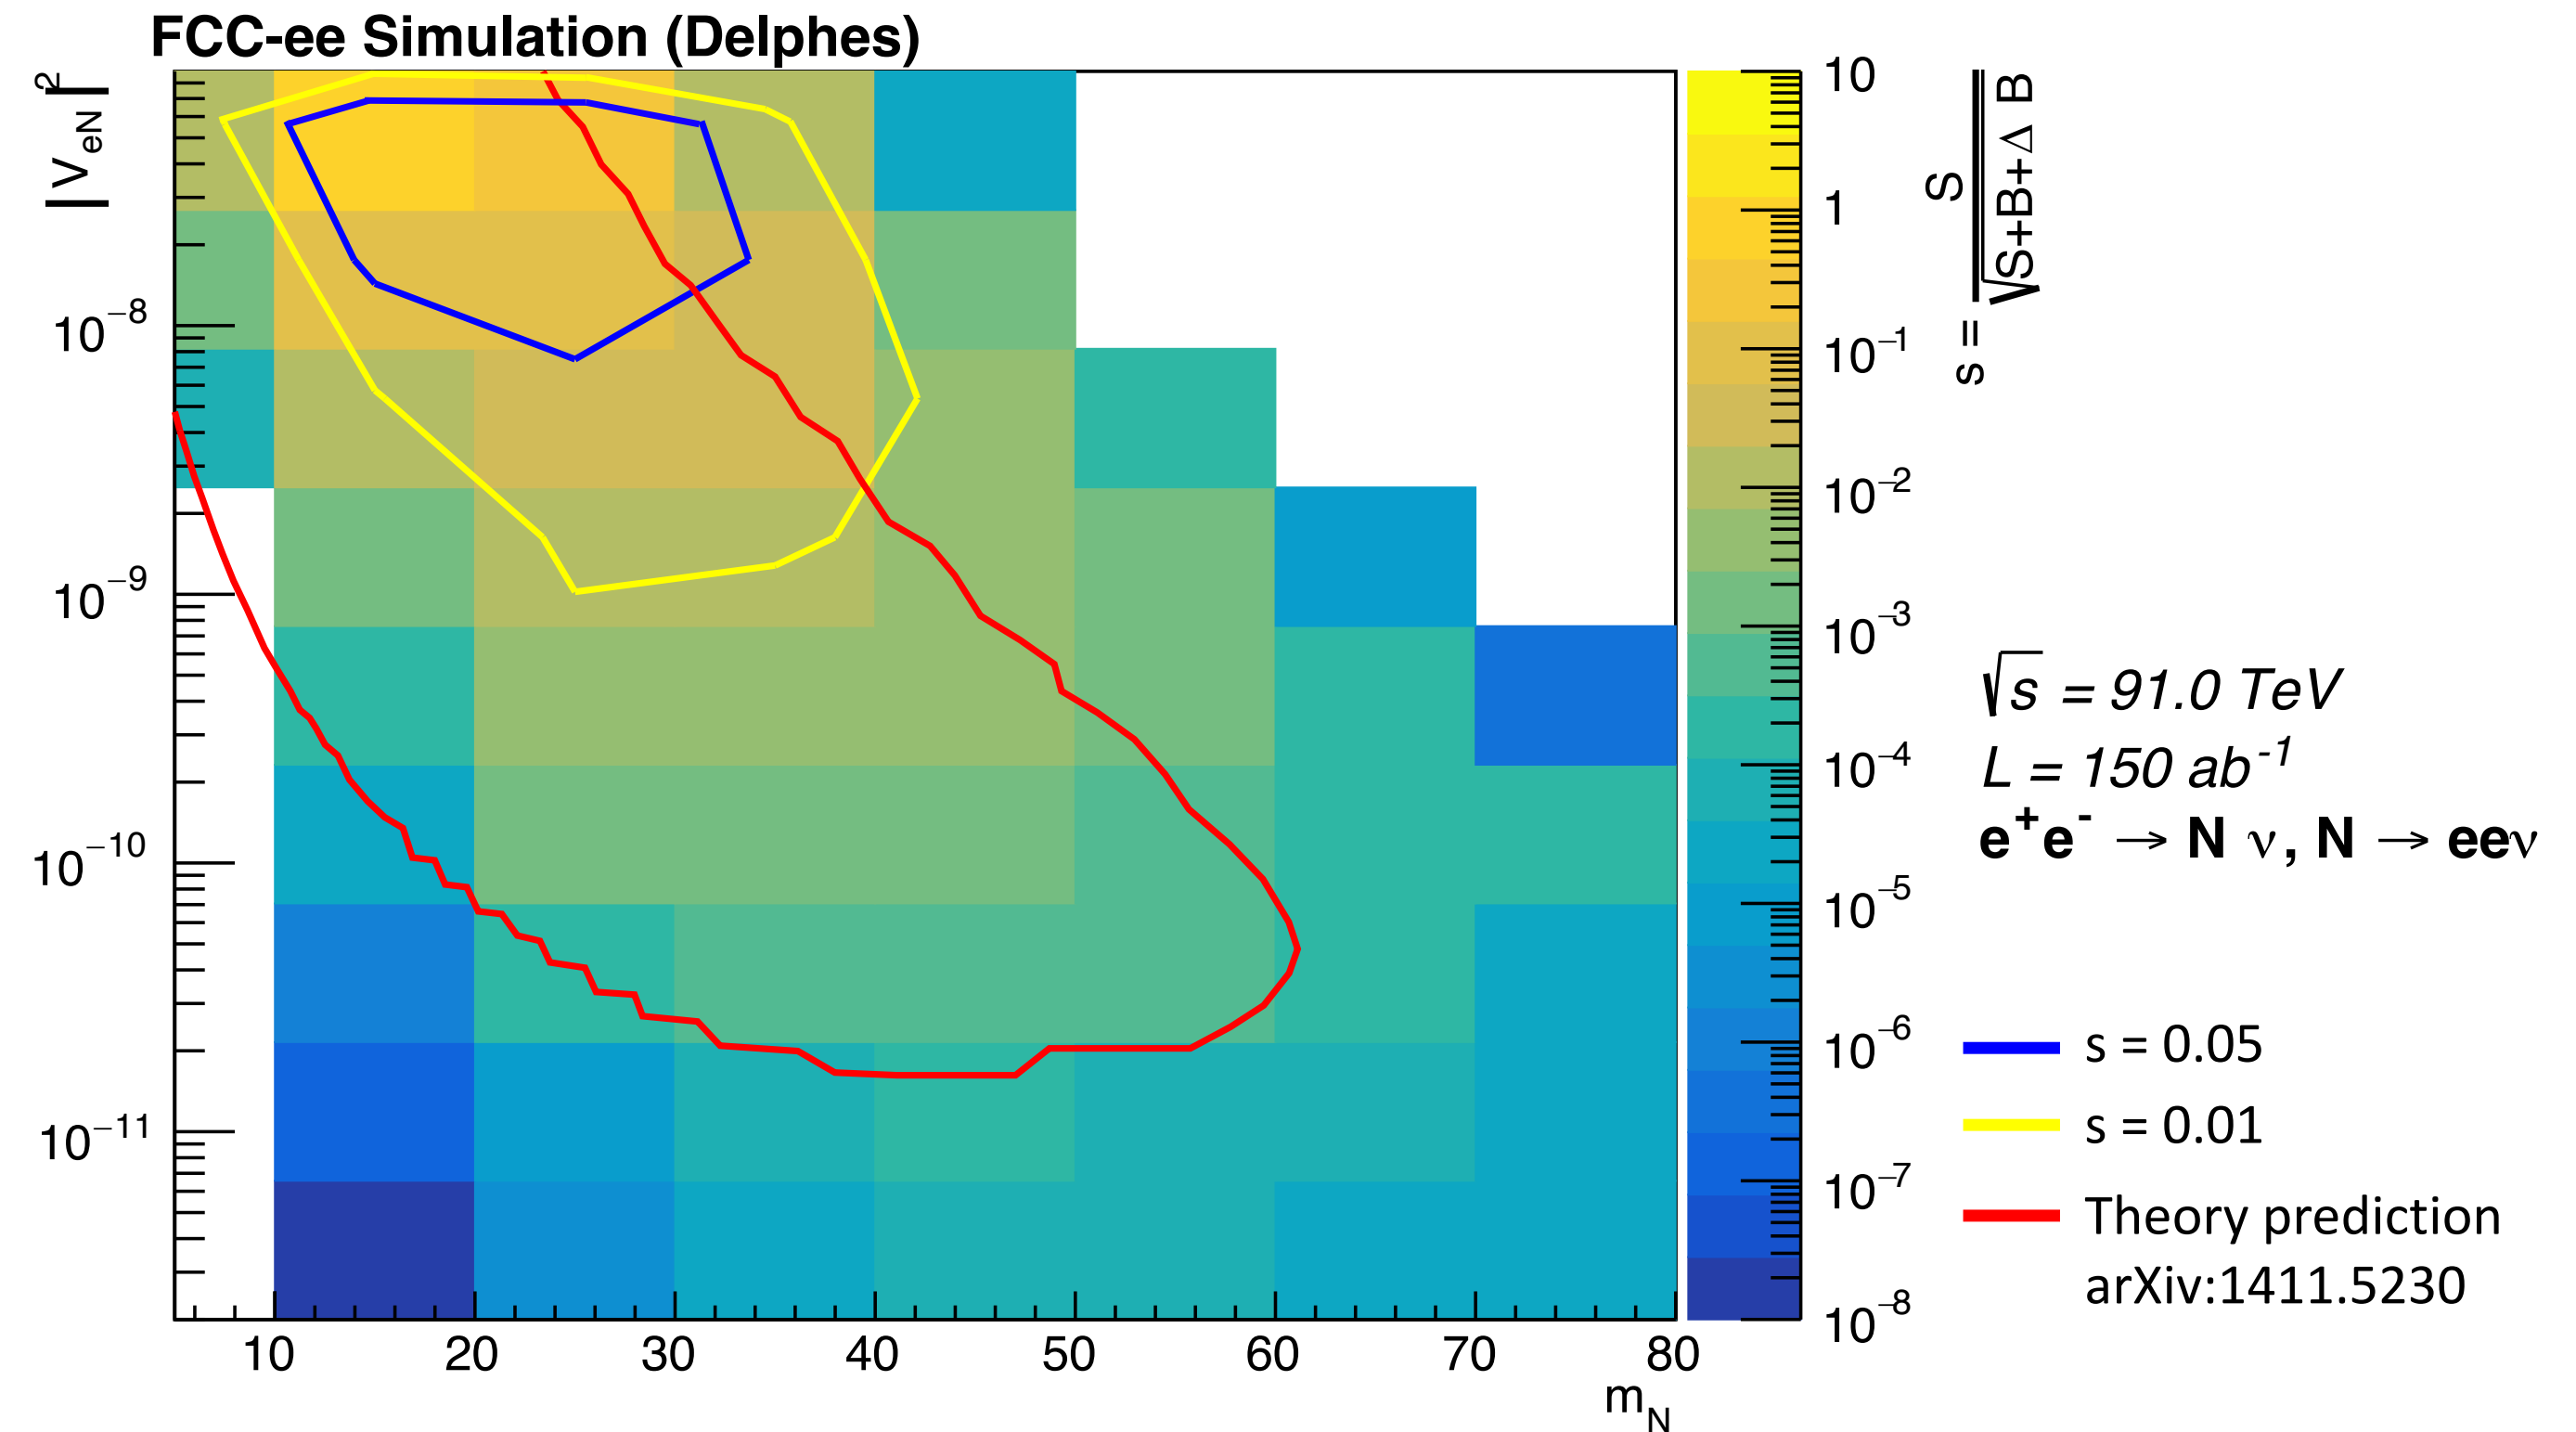 FCC-ee Simulation (Delphes)
|V_eN|²
10⁻⁸
10⁻⁹
10⁻¹⁰
10⁻¹¹
10 20 30 40 50 60 70 80
m_N
10
1
10⁻¹
10⁻²
10⁻³
10⁻⁴
10⁻⁵
10⁻⁶
10⁻⁷
10⁻⁸
s = S / √S+B+Δ B
√s = 91.0 TeV
L = 150 ab⁻¹
e⁺e⁻ → N ν, N → eeν
s = 0.05
s = 0.01
Theory prediction
arXiv:1411.5230